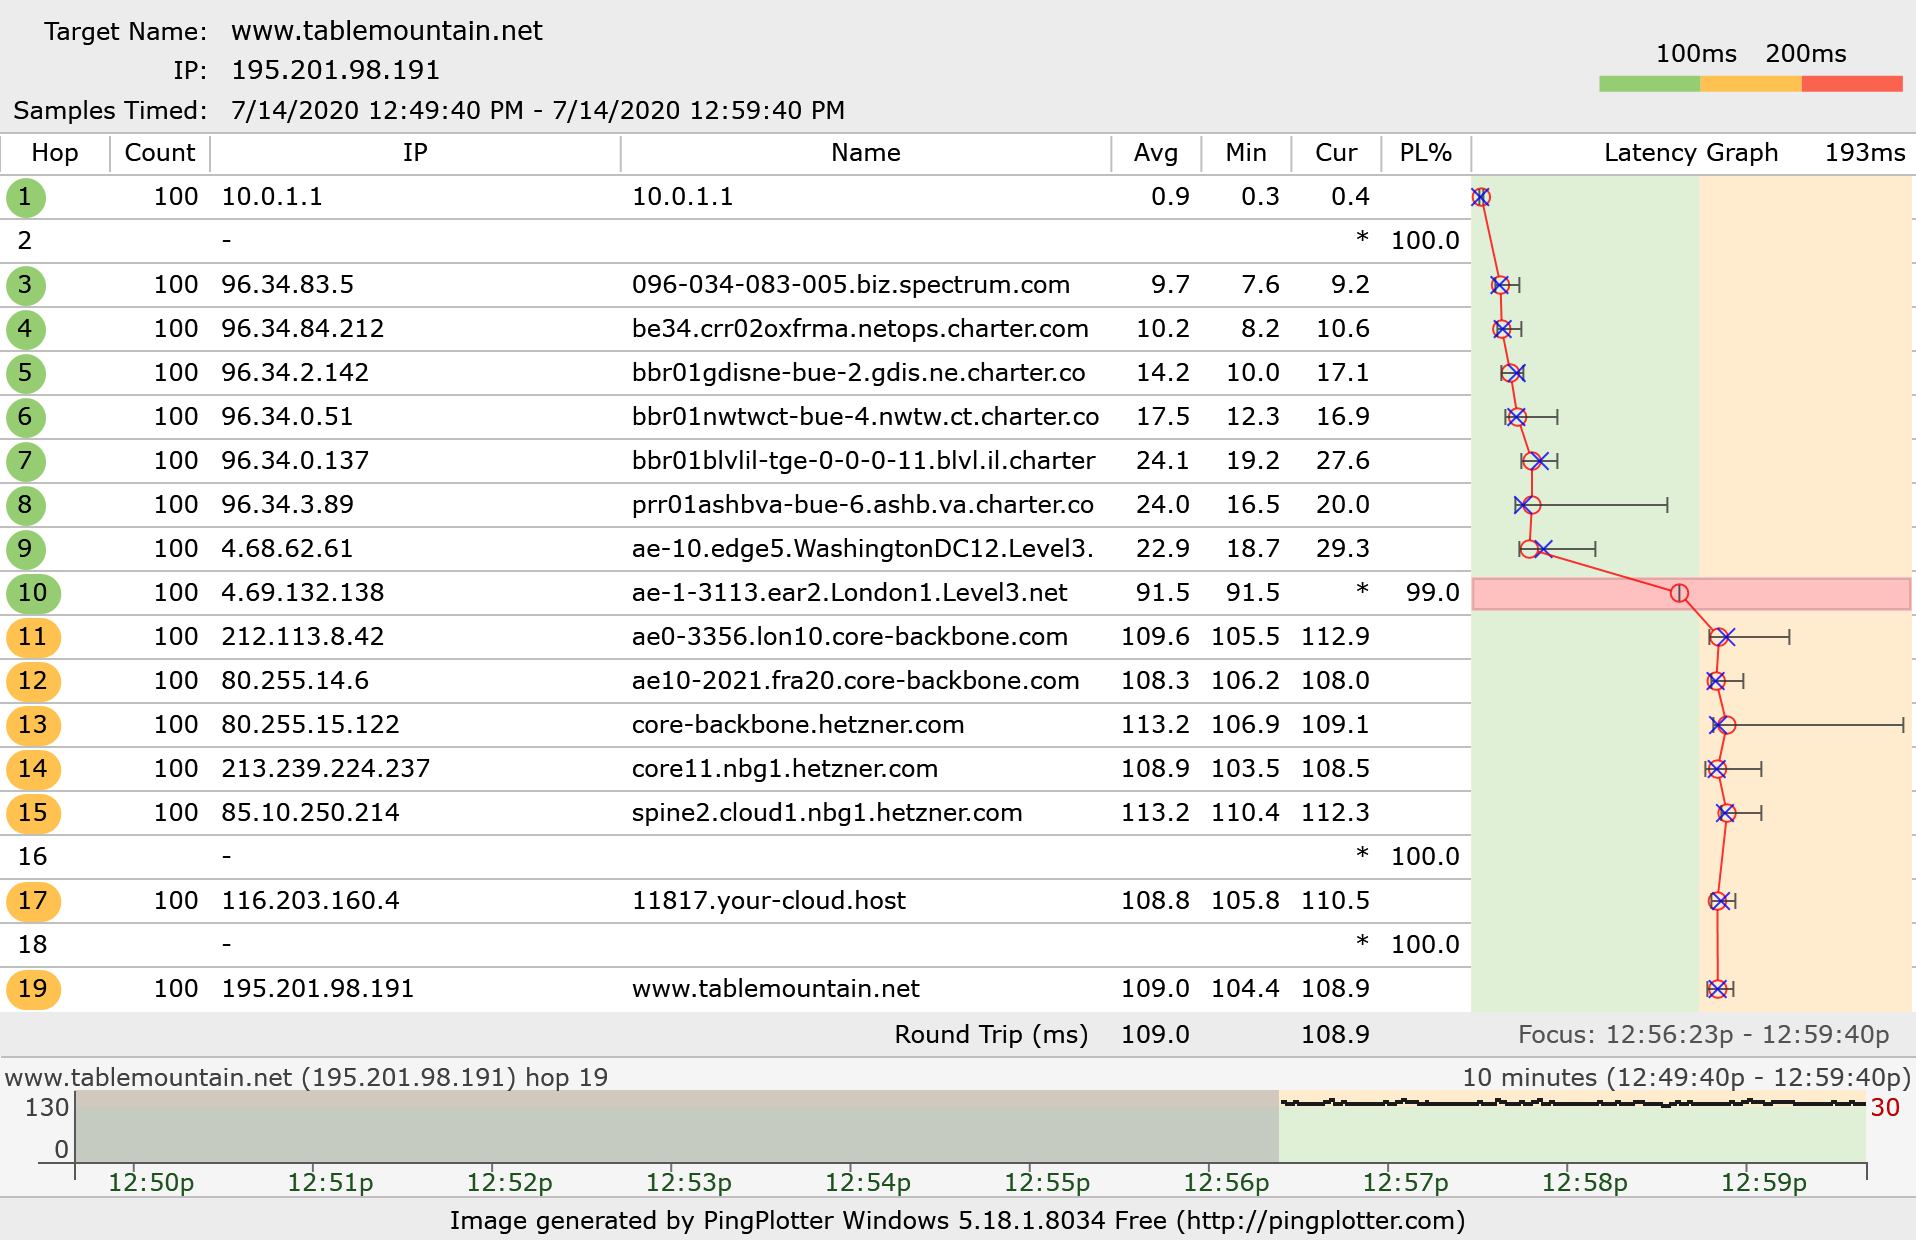 Target Name: www.tablemountain.net
IP: 195.201.98.191
Samples Timed: 7/14/2020 12:49:40 PM - 7/14/2020 12:59:40 PM
100ms 200ms
Hop Count IP Name Avg Min Cur PL% Latency Graph 193ms
1 100 10.0.1.1 10.0.1.1 0.9 0.3 0.4
2 - * 100.0
3 100 96.34.83.5 096-034-083-005.biz.spectrum.com 9.7 7.6 9.2
4 100 96.34.84.212 be34.crr02oxfrma.netops.charter.com 10.2 8.2 10.6
5 100 96.34.2.142 bbr01gdisne-bue-2.gdis.ne.charter.co 14.2 10.0 17.1
6 100 96.34.0.51 bbr01nwtwct-bue-4.nwtw.ct.charter.co 17.5 12.3 16.9
7 100 96.34.0.137 bbr01blvlil-tge-0-0-0-11.blvl.il.charter 24.1 19.2 27.6
8 100 96.34.3.89 prr01ashbva-bue-6.ashb.va.charter.co 24.0 16.5 20.0
9 100 4.68.62.61 ae-10.edge5.WashingtonDC12.Level3. 22.9 18.7 29.3
10 100 4.69.132.138 ae-1-3113.ear2.London1.Level3.net 91.5 91.5 * 99.0
11 100 212.113.8.42 ae0-3356.lon10.core-backbone.com 109.6 105.5 112.9
12 100 80.255.14.6 ae10-2021.fra20.core-backbone.com 108.3 106.2 108.0
13 100 80.255.15.122 core-backbone.hetzner.com 113.2 106.9 109.1
14 100 213.239.224.237 core11.nbg1.hetzner.com 108.9 103.5 108.5
15 100 85.10.250.214 spine2.cloud1.nbg1.hetzner.com 113.2 110.4 112.3
16 - * 100.0
17 100 116.203.160.4 11817.your-cloud.host 108.8 105.8 110.5
18 - * 100.0
19 100 195.201.98.191 www.tablemountain.net 109.0 104.4 108.9
Round Trip (ms) 109.0 108.9 Focus: 12:56:23p - 12:59:40p
www.tablemountain.net (195.201.98.191) hop 19 10 minutes (12:49:40p - 12:59:40p)
130 30
0
12:50p 12:51p 12:52p 12:53p 12:54p 12:55p 12:56p 12:57p 12:58p 12:59p
Image generated by PingPlotter Windows 5.18.1.8034 Free (http://pingplotter.com)